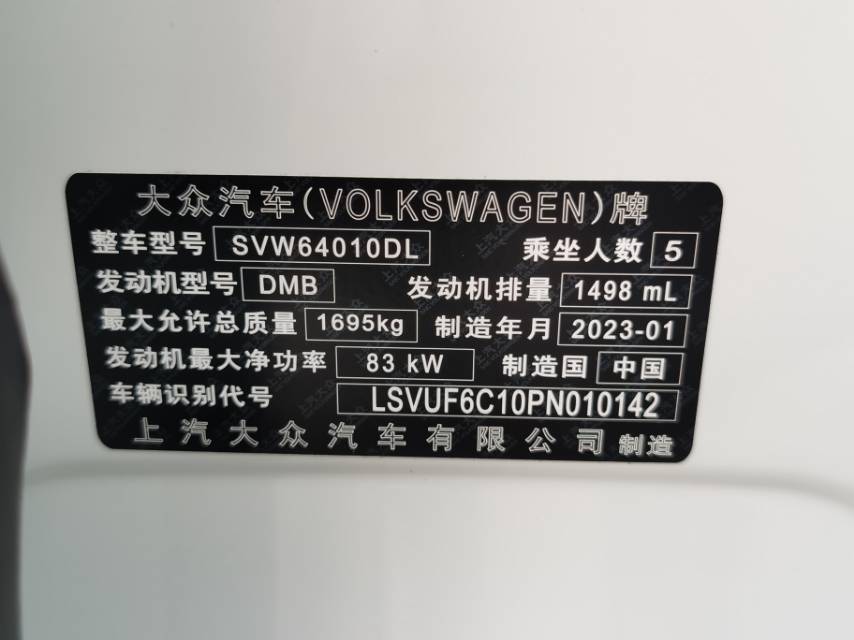 大众汽车(VOLKSWAGEN)牌
整车型号 SVW64010DL 乘坐人数 5
发动机型号 DMB 发动机排量 1498 mL
最大允许总质量 1695kg 制造年月 2023-01
发动机最大净功率 83 kW 制造国 中国
车辆识别代号 LSVUF6C10PN010142
上汽大众汽车有限公司 制造